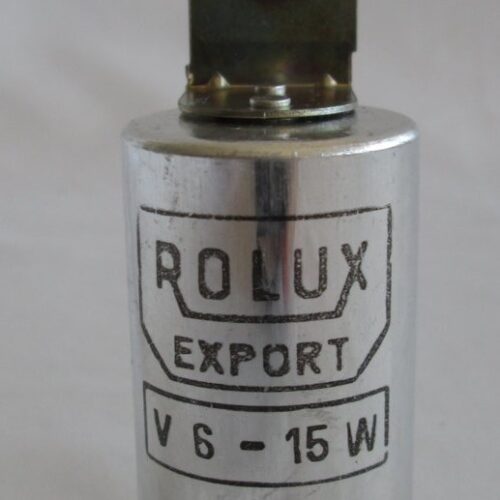 ROLUX
EXPORT
V 6 - 15 W